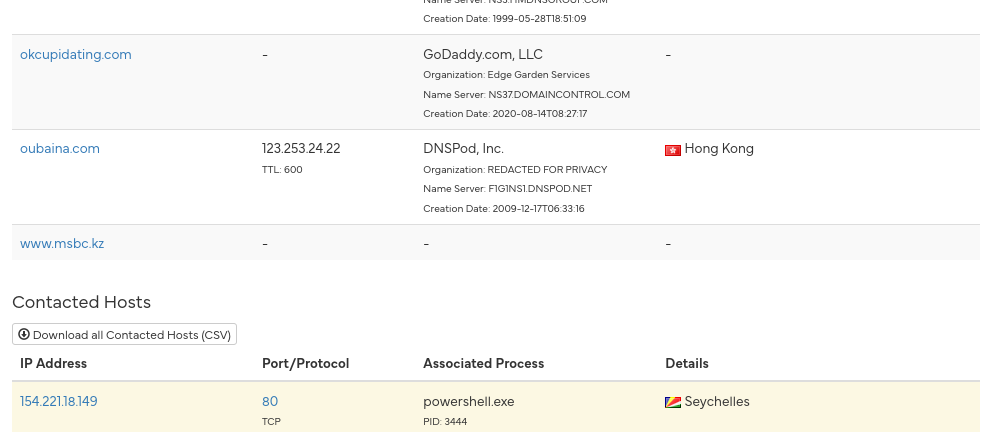 Creation Date: 1999-05-28T18:51:09
okcupidating.com - GoDaddy.com, LLC -
Organization: Edge Garden Services
Name Server: NS37.DOMAINCONTROL.COM
Creation Date: 2020-08-14T08:27:17
oubaina.com 123.253.24.22 DNSPod, Inc. Hong Kong
TTL: 600 Organization: REDACTED FOR PRIVACY
Name Server: F1G1NS1.DNSPOD.NET
Creation Date: 2009-12-17T06:33:16
www.msbc.kz - - -
Contacted Hosts
Download all Contacted Hosts (CSV)
IP Address Port/Protocol Associated Process Details
154.221.18.149 80 powershell.exe Seychelles
TCP PID: 3444